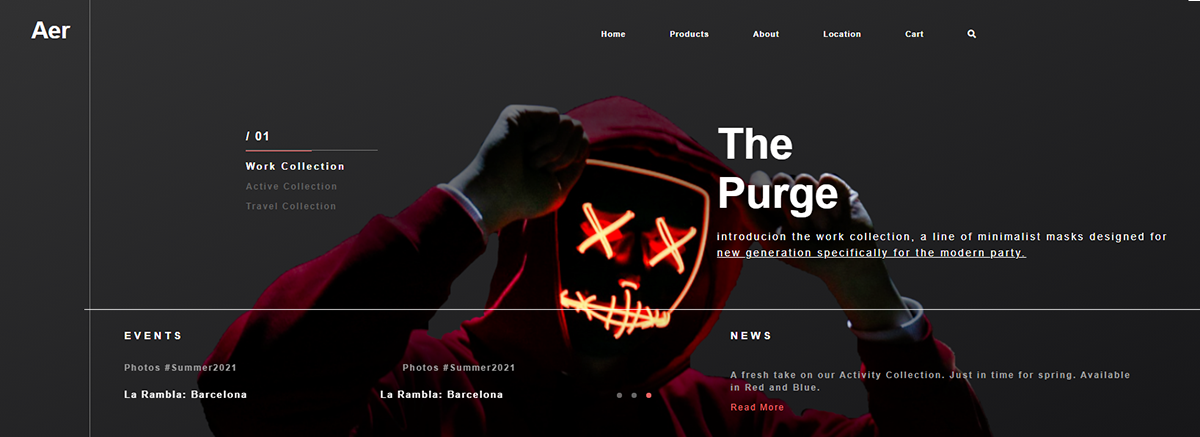 Aer
Home Products About Location Cart
/ 01
Work Collection
Active Collection
Travel Collection
The
Purge
introducion the work collection, a line of minimalist masks designed for
new generation specifically for the modern party.
EVENTS
Photos #Summer2021
La Rambla: Barcelona
Photos #Summer2021
La Rambla: Barcelona
NEWS
A fresh take on our Activity Collection. Just in time for spring. Available
in Red and Blue.
Read More